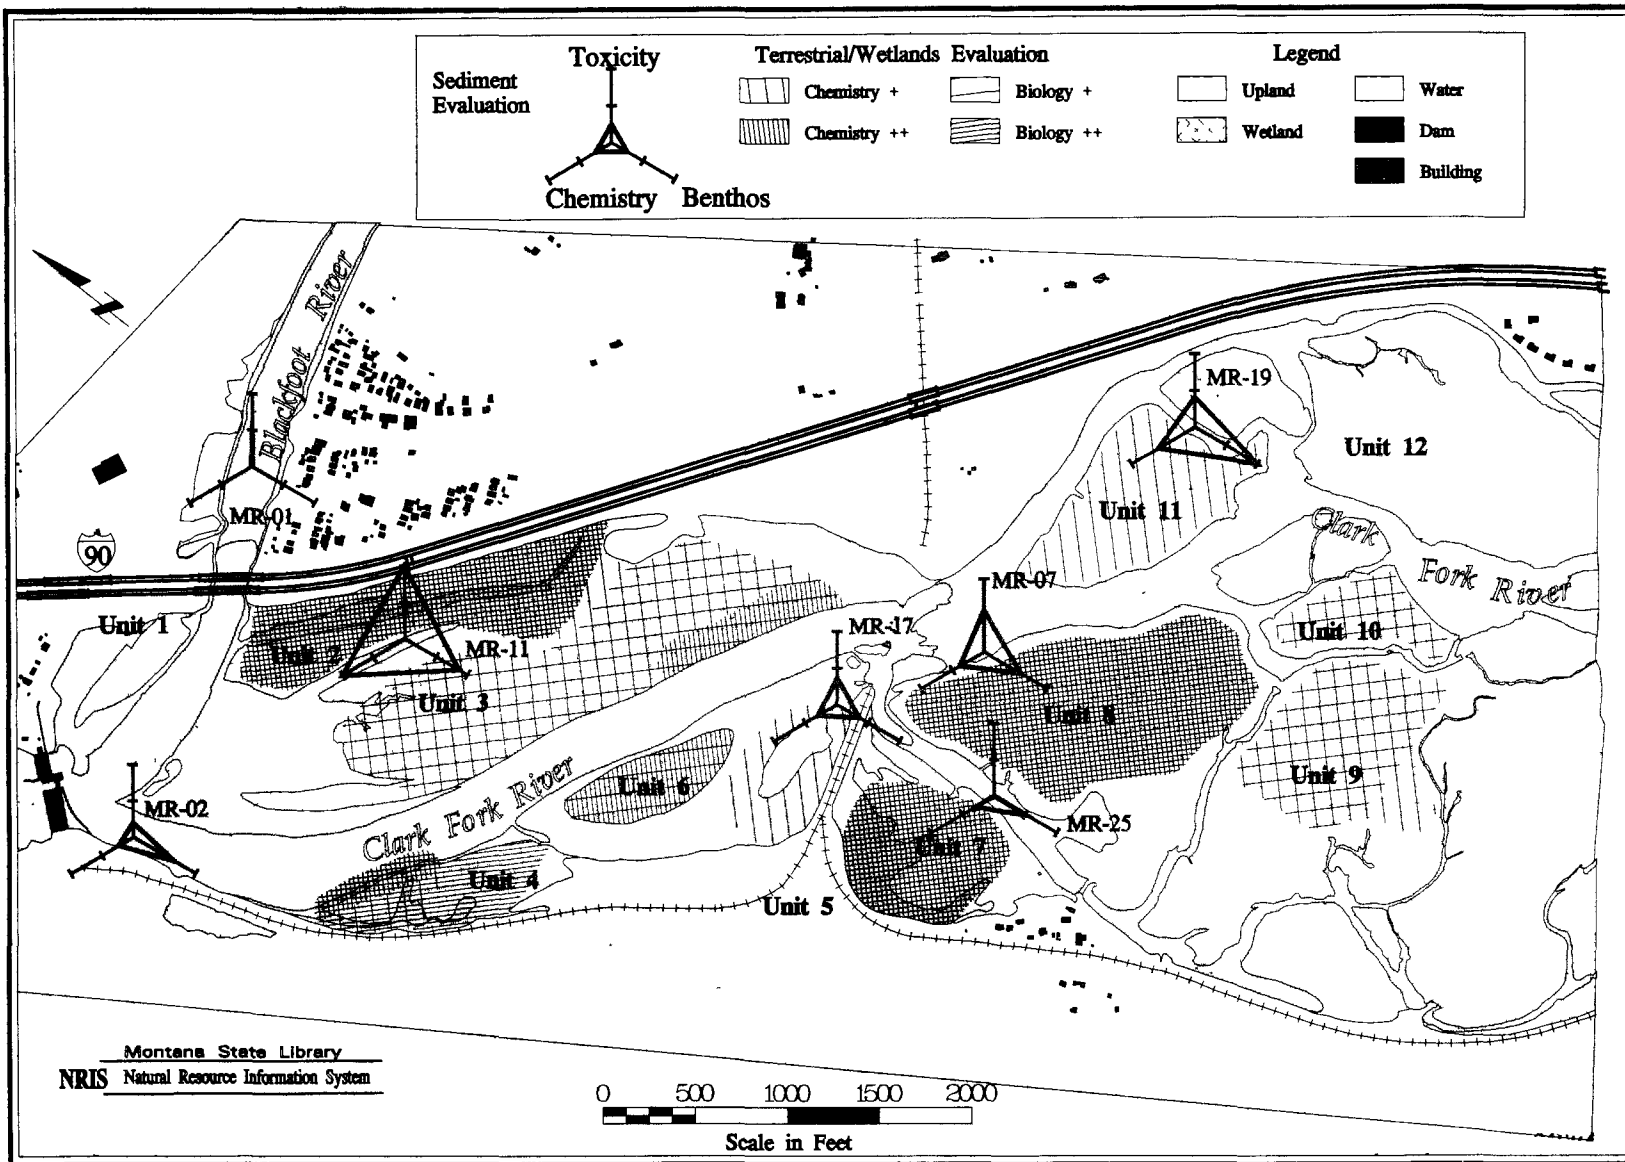 Toxicity
Sediment
Evaluation
Chemistry Benthos
Terrestrial/Wetlands Evaluation
Chemistry +
Biology +
Chemistry ++
Biology ++
Legend
Upland
Water
Wetland
Dam
Building
Blackfoot River
MR-19
Unit 12
MR-01
Unit 11
Clark
90
Fork River
MR-07
Unit 1
MR-17
Unit 10
Unit 2
MR-11
Unit 3
Unit 8
Unit 9
Unit 6
MR-02
Clark Fork River
MR-25
Unit 7
Unit 4
Unit 5
Montana State Library
NRIS Natural Resource Information System
0 500 1000 1500 2000
Scale in Feet